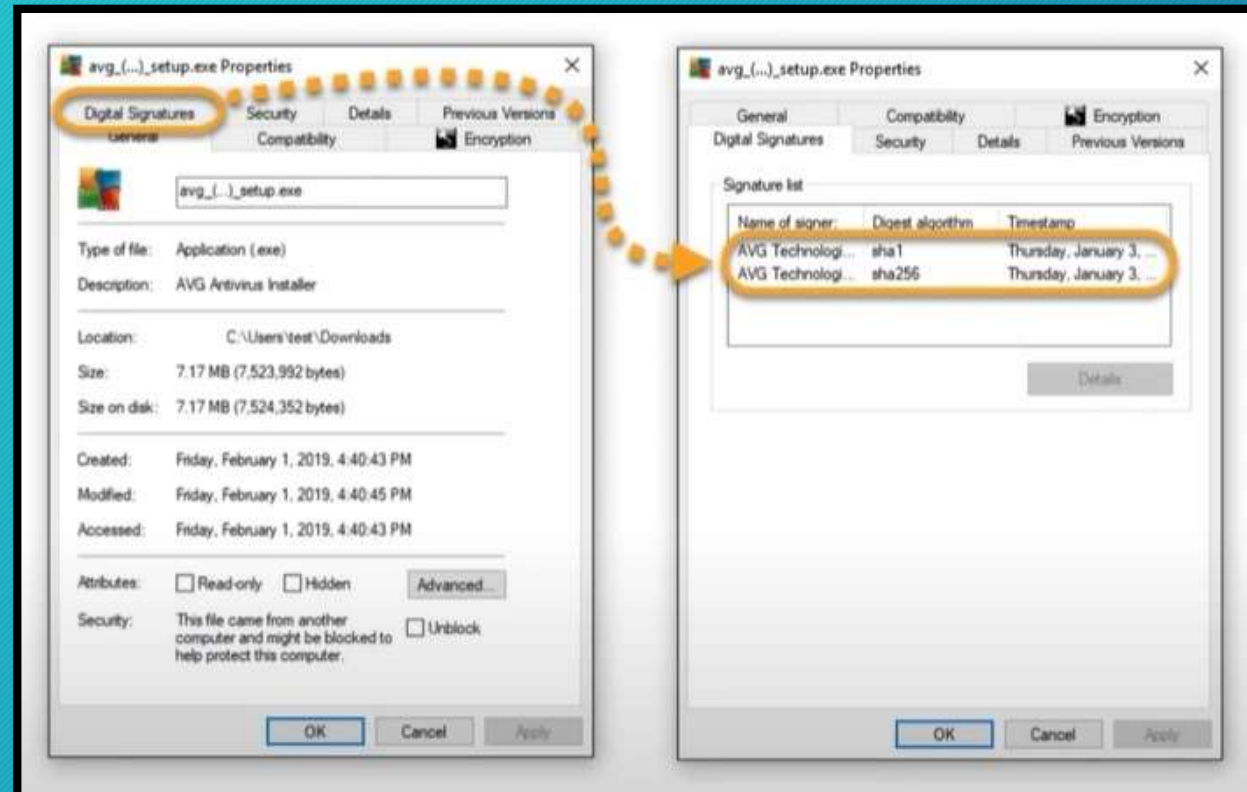 avg_(...)_setup.exe Properties
Digital Signatures Security Details Previous Versions
General Compatibility Encryption
avg_(...)_setup.exe
Type of file: Application (.exe)
Description: AVG Antivirus Installer
Location: C:\Users\test\Downloads
Size: 7.17 MB (7,523,992 bytes)
Size on disk: 7.17 MB (7,524,352 bytes)
Created: Friday, February 1, 2019, 4:40:43 PM
Modified: Friday, February 1, 2019, 4:40:45 PM
Accessed: Friday, February 1, 2019, 4:40:43 PM
Attributes: Read-only Hidden Advanced...
Security: This file came from another
computer and might be blocked to
help protect this computer.
Unblock
OK Cancel Apply
avg_(...)_setup.exe Properties
General Compatibility Encryption
Digital Signatures Security Details Previous Versions
Signature list
Name of signer: Digest algorithm Timestamp
AVG Technologi... sha1 Thursday, January 3, ...
AVG Technologi... sha256 Thursday, January 3, ...
Details
OK Cancel Apply